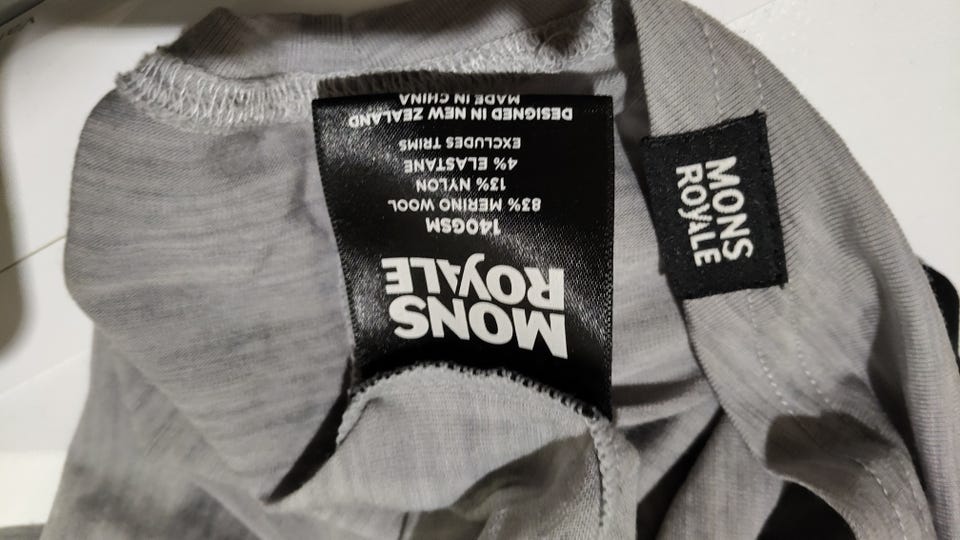 MONS
ROYALE
140GSM
83% MERINO WOOL
13% NYLON
4% ELASTANE
EXCLUDES TRIMS
DESIGNED IN NEW ZEALAND
MADE IN CHINA
MONS
ROYALE